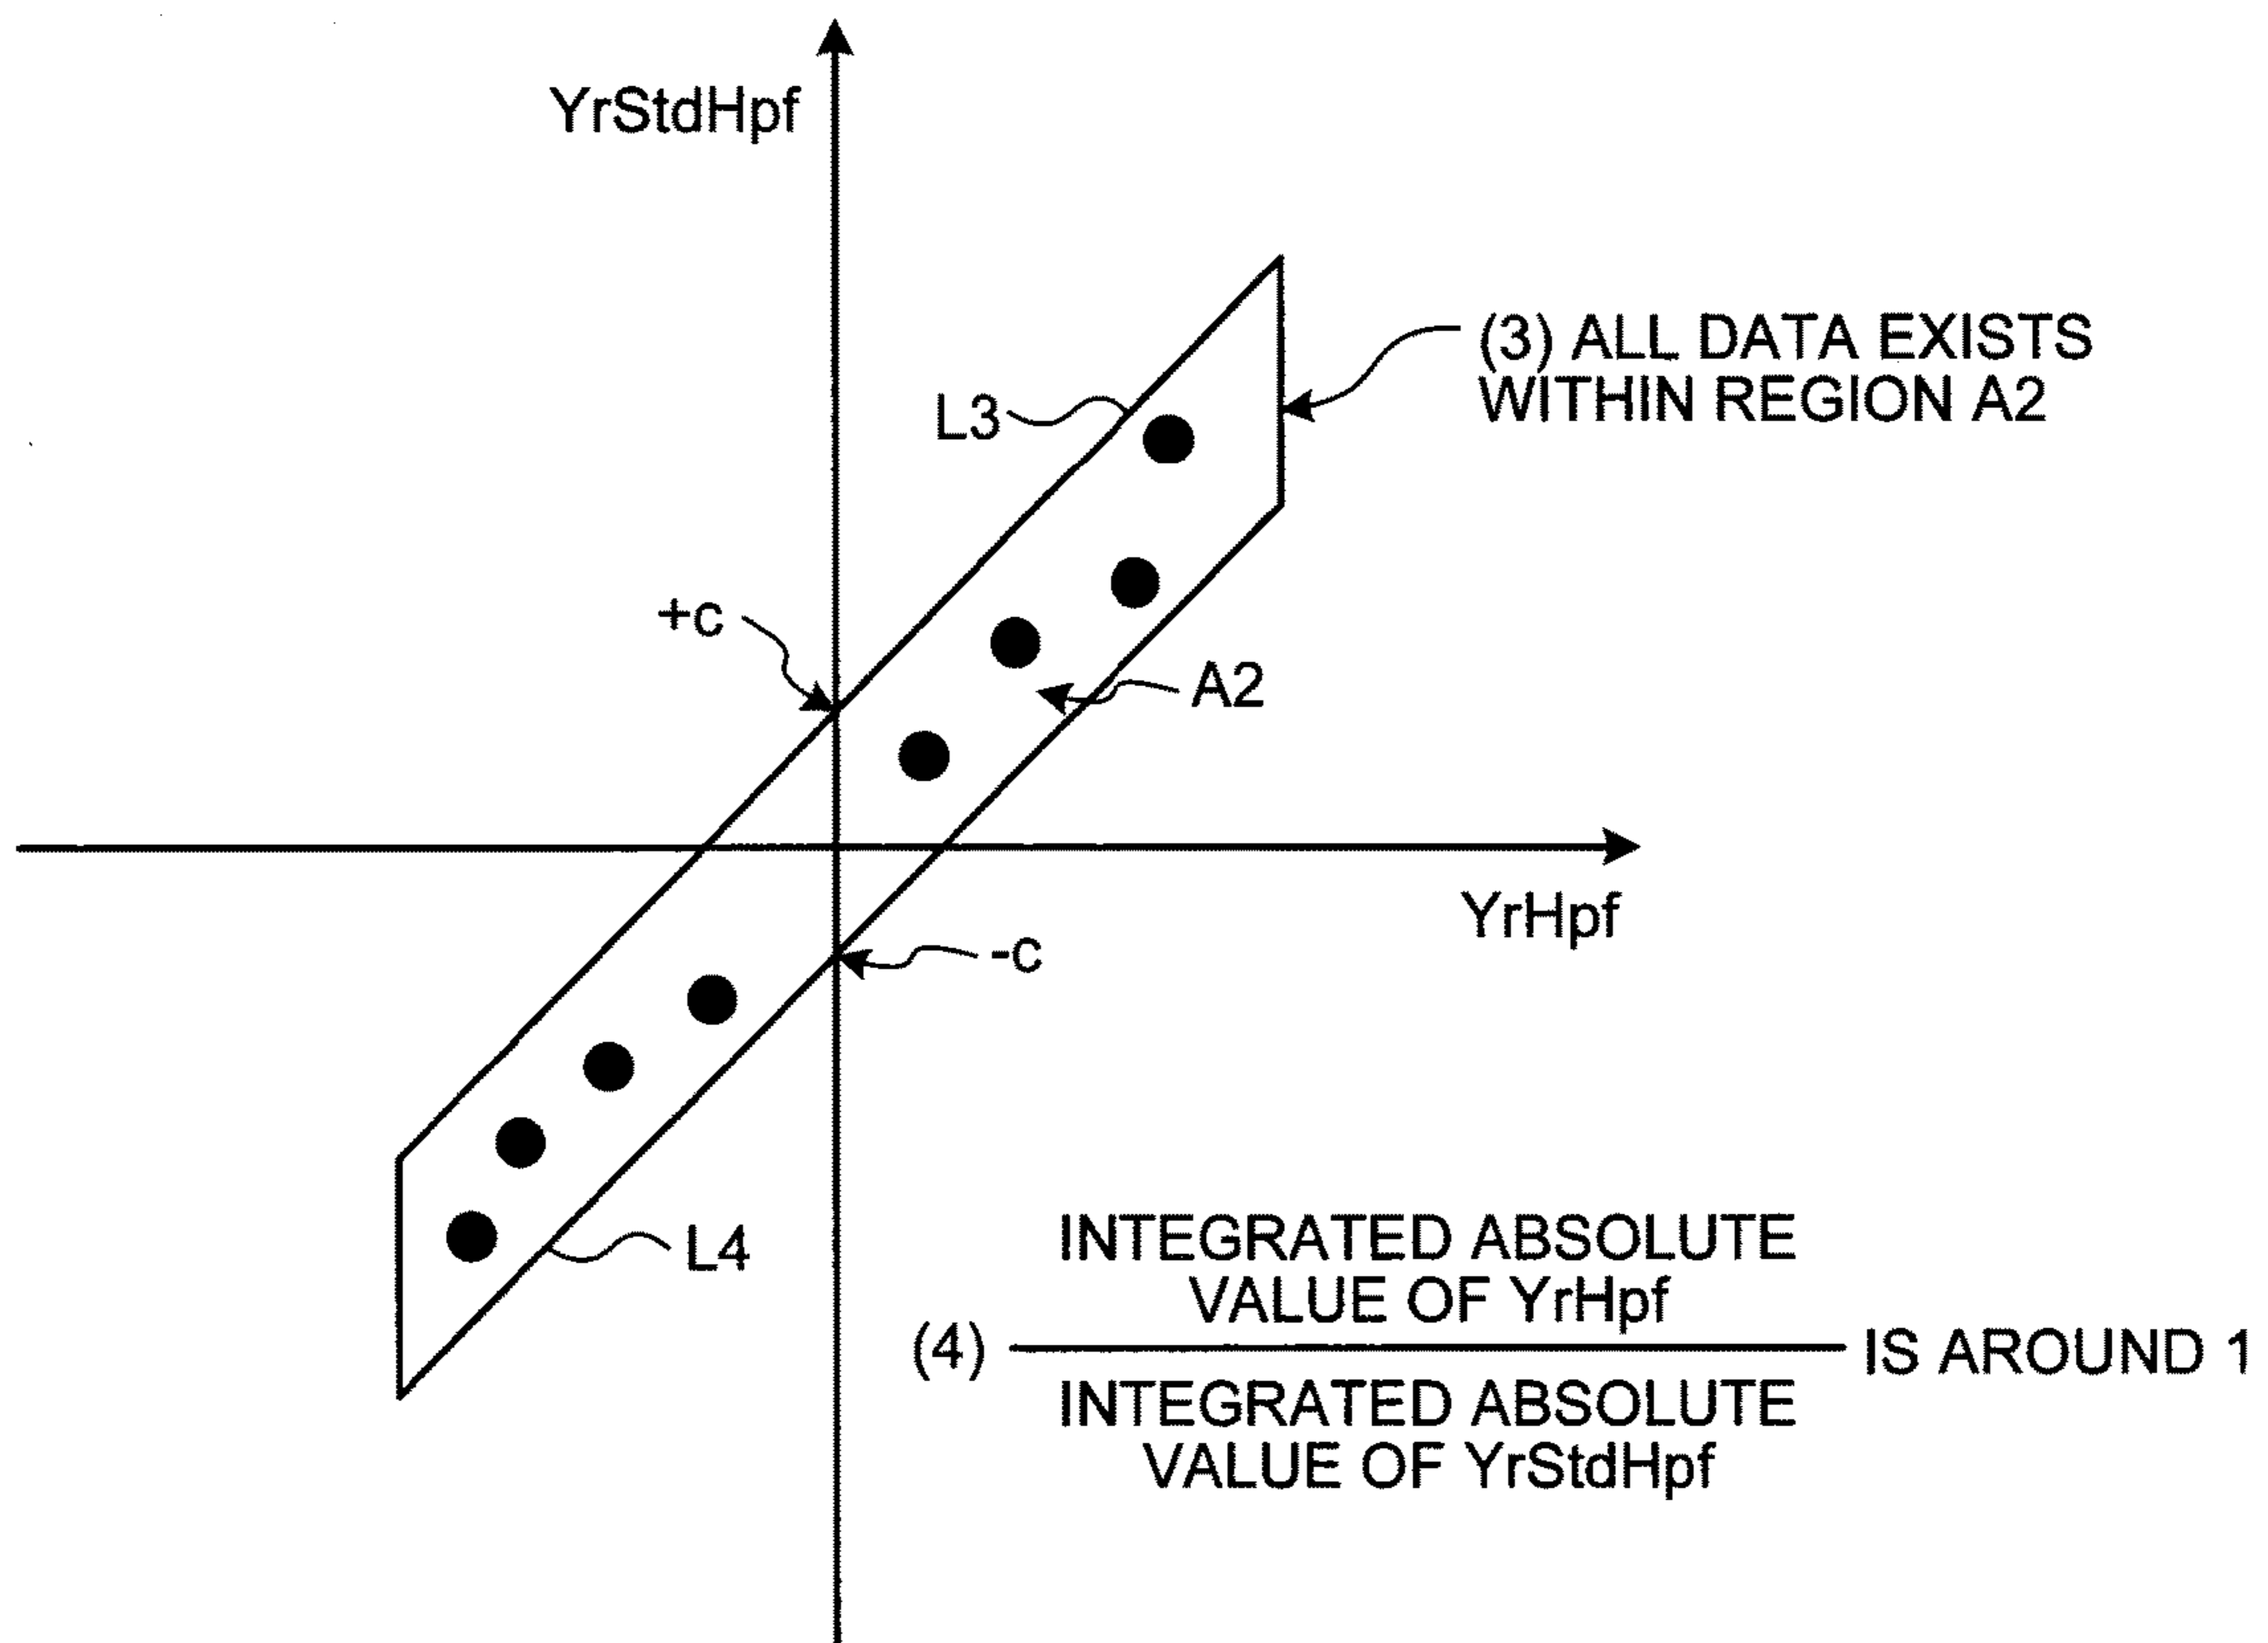 YrStdHpf
(3) ALL DATA EXISTS
WITHIN REGION A2
L3
+c
A2
YrHpf
-c
L4
INTEGRATED ABSOLUTE
VALUE OF YrHpf
(4)
IS AROUND 1
INTEGRATED ABSOLUTE
VALUE OF YrStdHpf